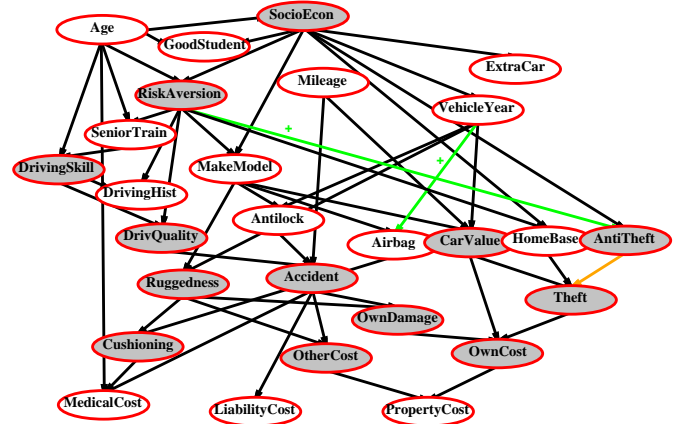 SocioEcon
Age
GoodStudent
ExtraCar
Mileage
RiskAversion
VehicleYear
+
SeniorTrain
+
DrivingSkill
MakeModel
DrivingHist
Antilock
DrivQuality
Airbag
CarValue
HomeBase
AntiTheft
Ruggedness
Accident
Theft
OwnDamage
Cushioning
OtherCost
OwnCost
MedicalCost
LiabilityCost
PropertyCost